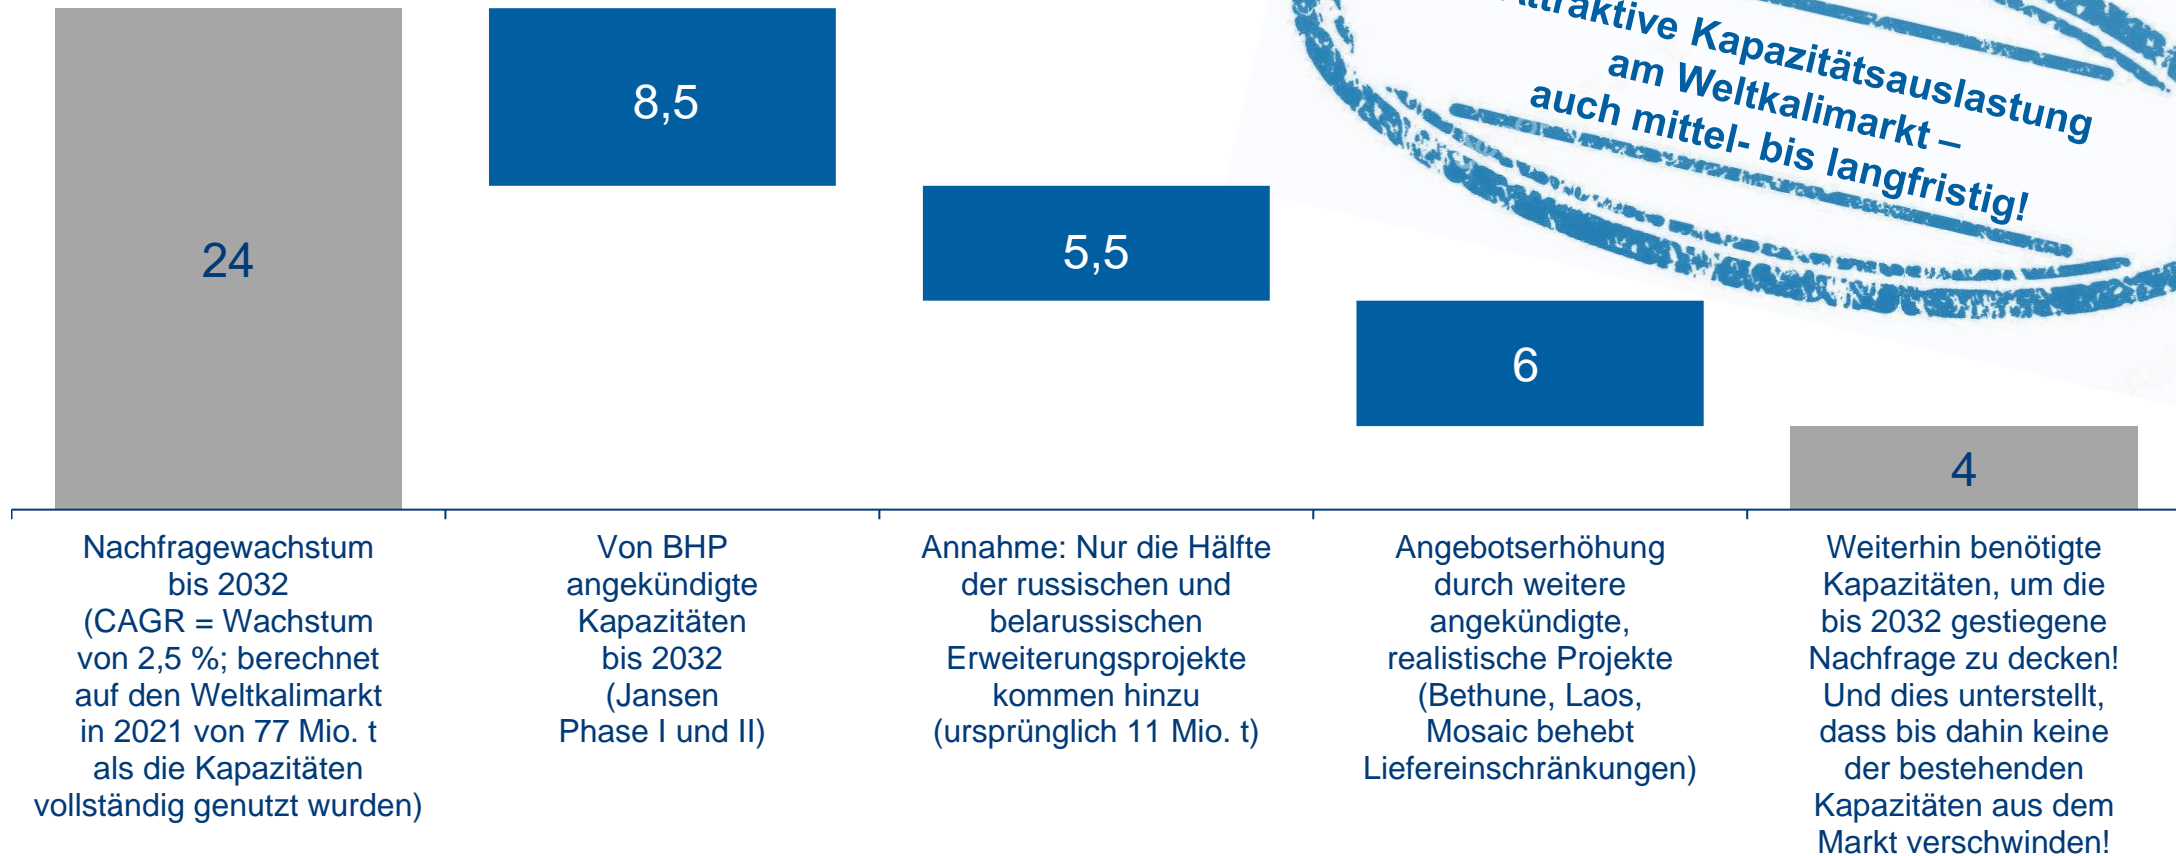 24
8,5
5,5
6
4
Attraktive Kapazitätsauslastung
am Weltkalimarkt –
auch mittel- bis langfristig!
Nachfragewachstum
bis 2032
(CAGR = Wachstum
von 2,5 %; berechnet
auf den Weltkalimarkt
in 2021 von 77 Mio. t
als die Kapazitäten
vollständig genutzt wurden)
Von BHP
angekündigte
Kapazitäten
bis 2032
(Jansen
Phase I und II)
Annahme: Nur die Hälfte
der russischen und
belarussischen
Erweiterungsprojekte
kommen hinzu
(ursprünglich 11 Mio. t)
Angebotserhöhung
durch weitere
angekündigte,
realistische Projekte
(Bethune, Laos,
Mosaic behebt
Liefereinschränkungen)
Weiterhin benötigte
Kapazitäten, um die
bis 2032 gestiegene
Nachfrage zu decken!
Und dies unterstellt,
dass bis dahin keine
der bestehenden
Kapazitäten aus dem
Markt verschwinden!